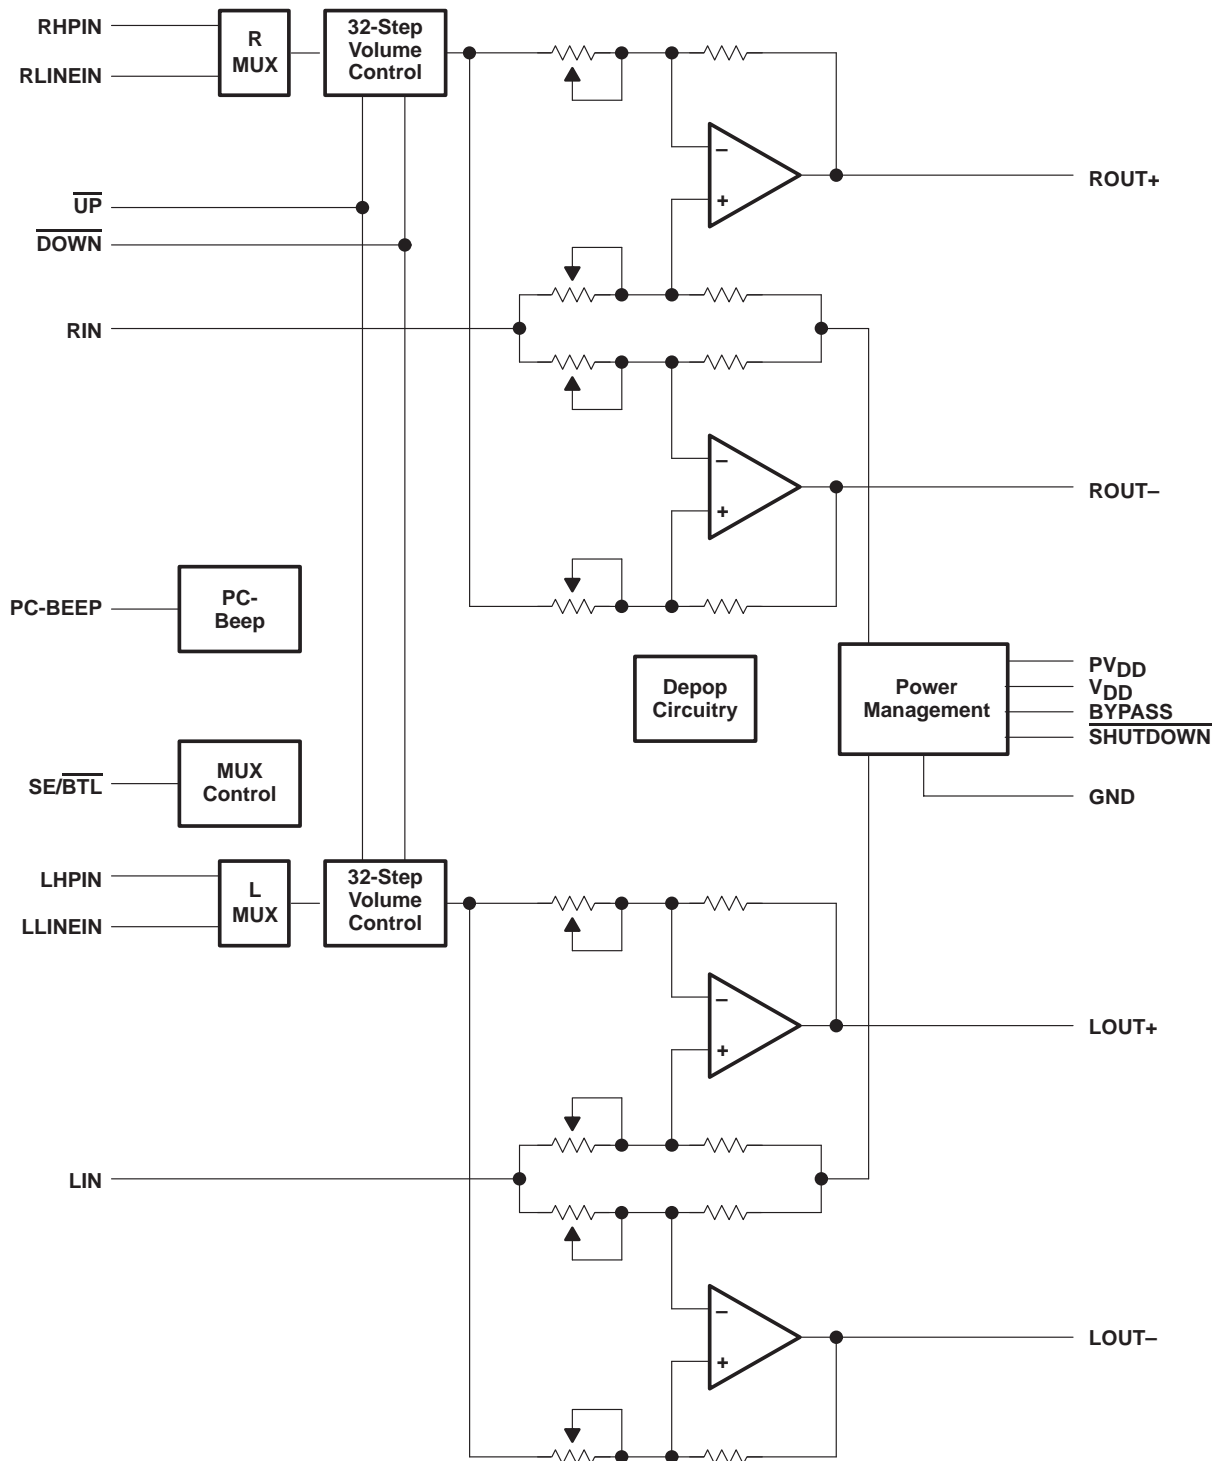 RHPIN
RLINEIN
R
MUX
32-Step
Volume
Control
UP
DOWN
RIN
–
+
ROUT+
–
+
ROUT–
PC-BEEP
PC-
Beep
Depop
Circuitry
Power
Management
PVDD
VDD
BYPASS
SHUTDOWN
GND
SE/BTL
MUX
Control
LHPIN
LLINEIN
L
MUX
32-Step
Volume
Control
–
+
LOUT+
LIN
–
+
LOUT–